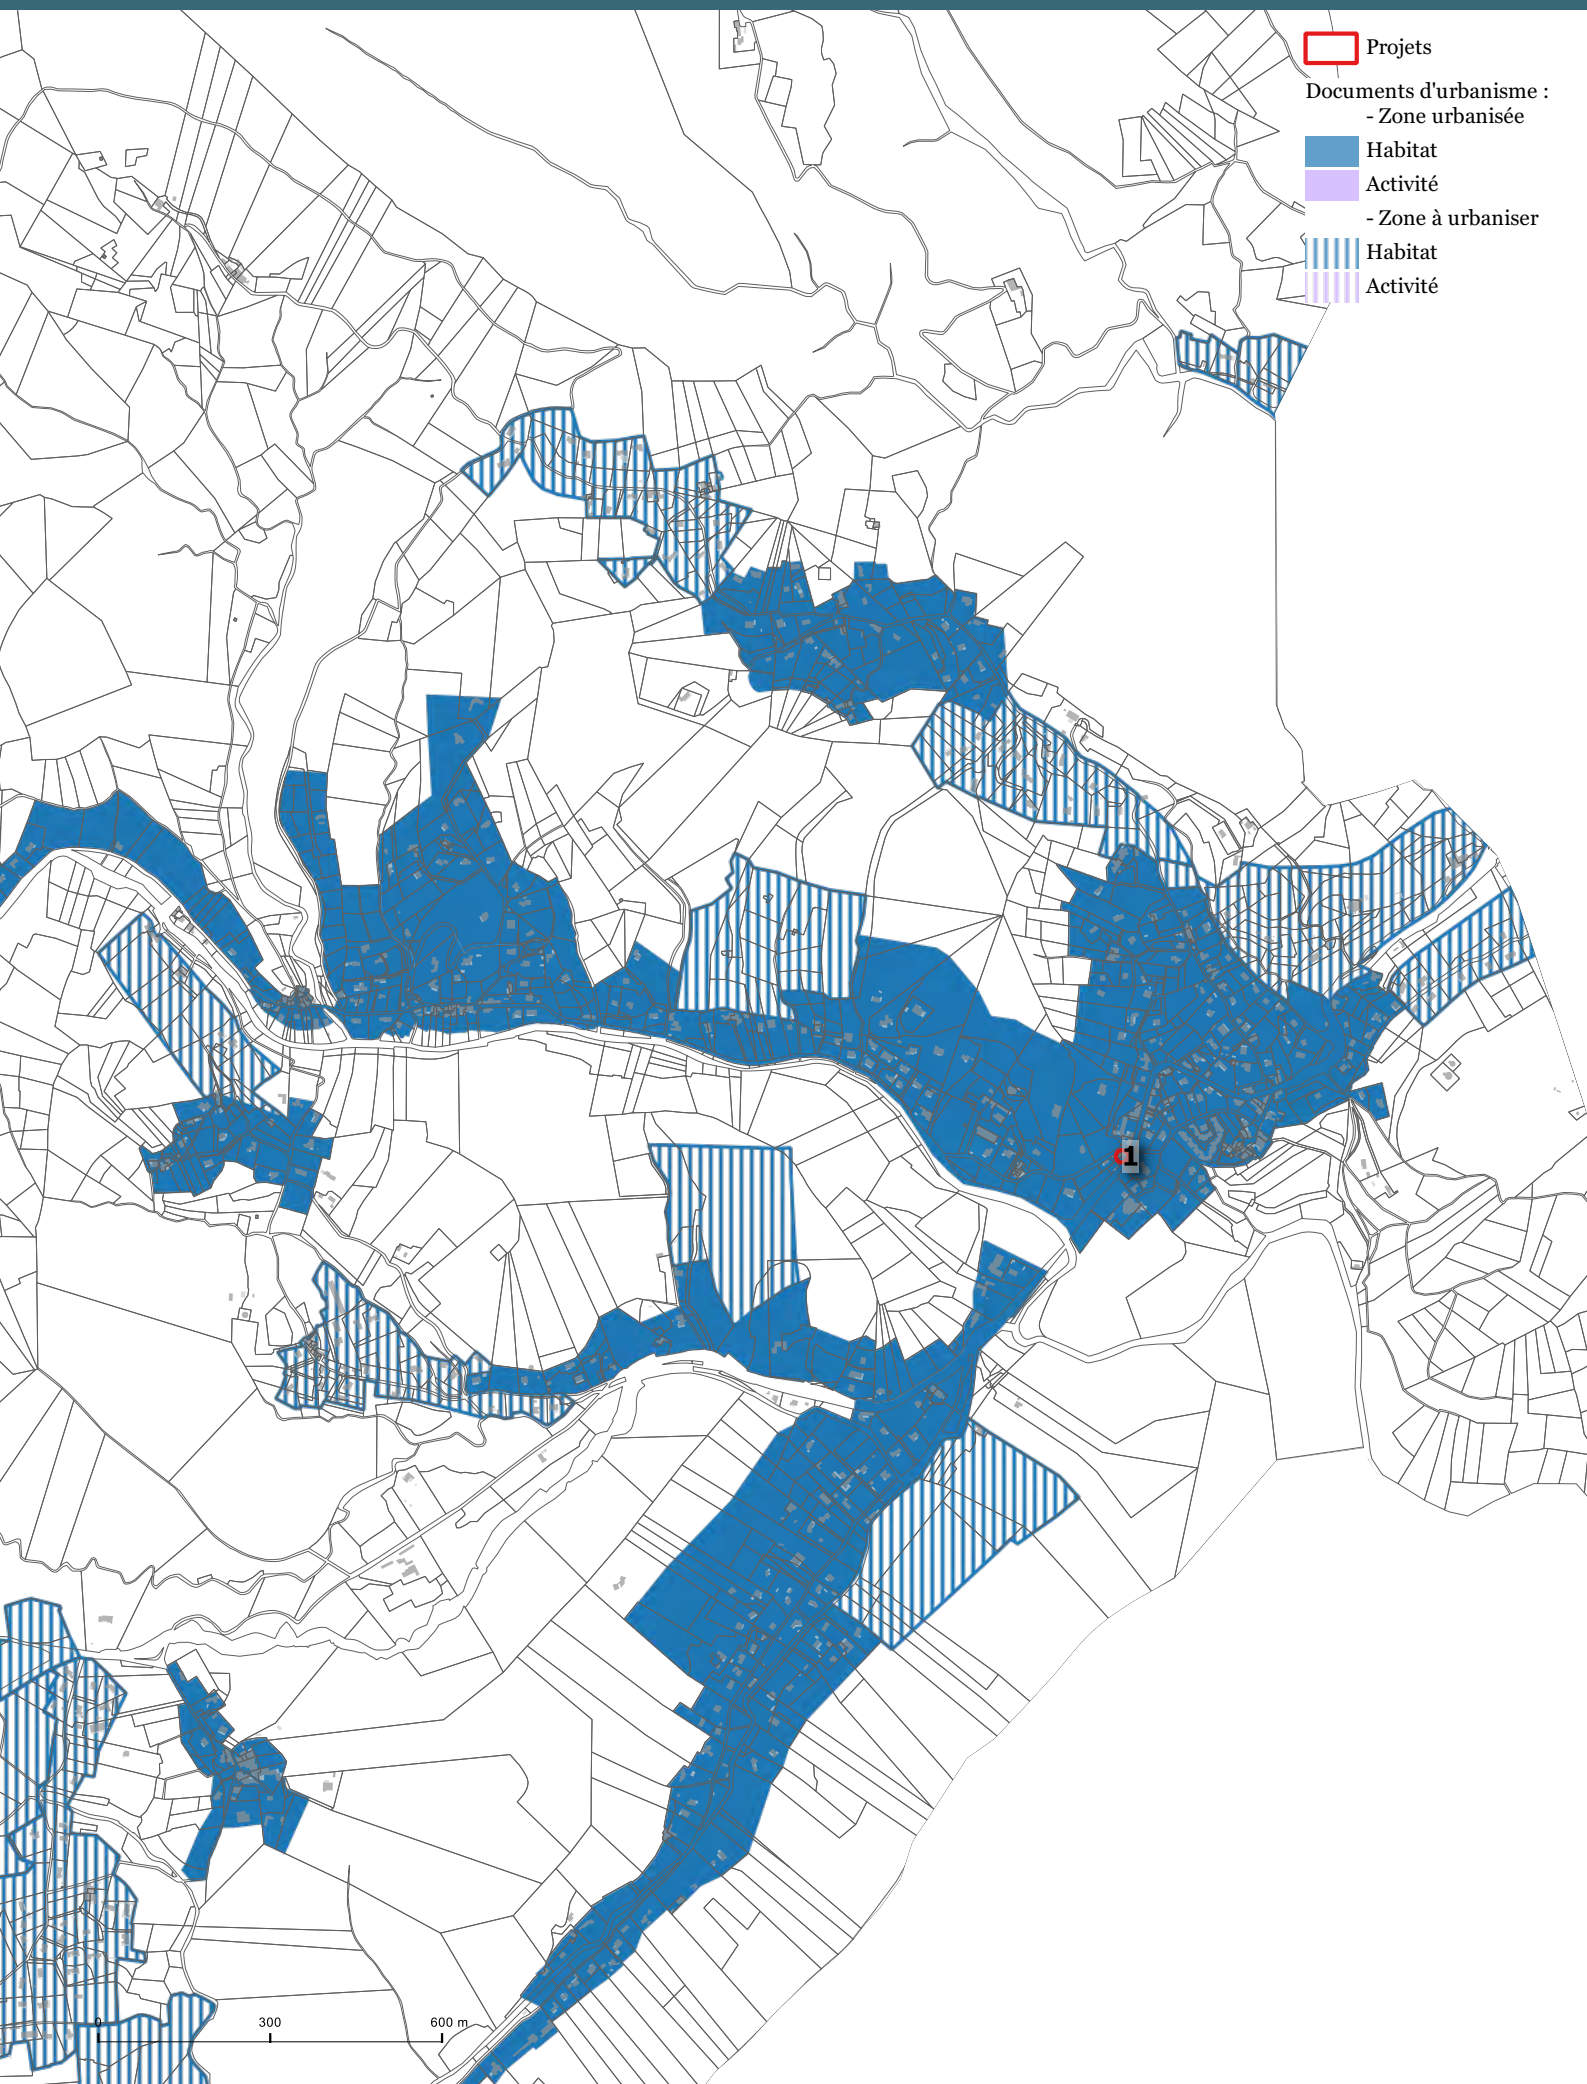 Projets
Documents d'urbanisme :
- Zone urbanisée
Habitat
Activité
- Zone à urbaniser
Habitat
Activité
1
0 300 600 m